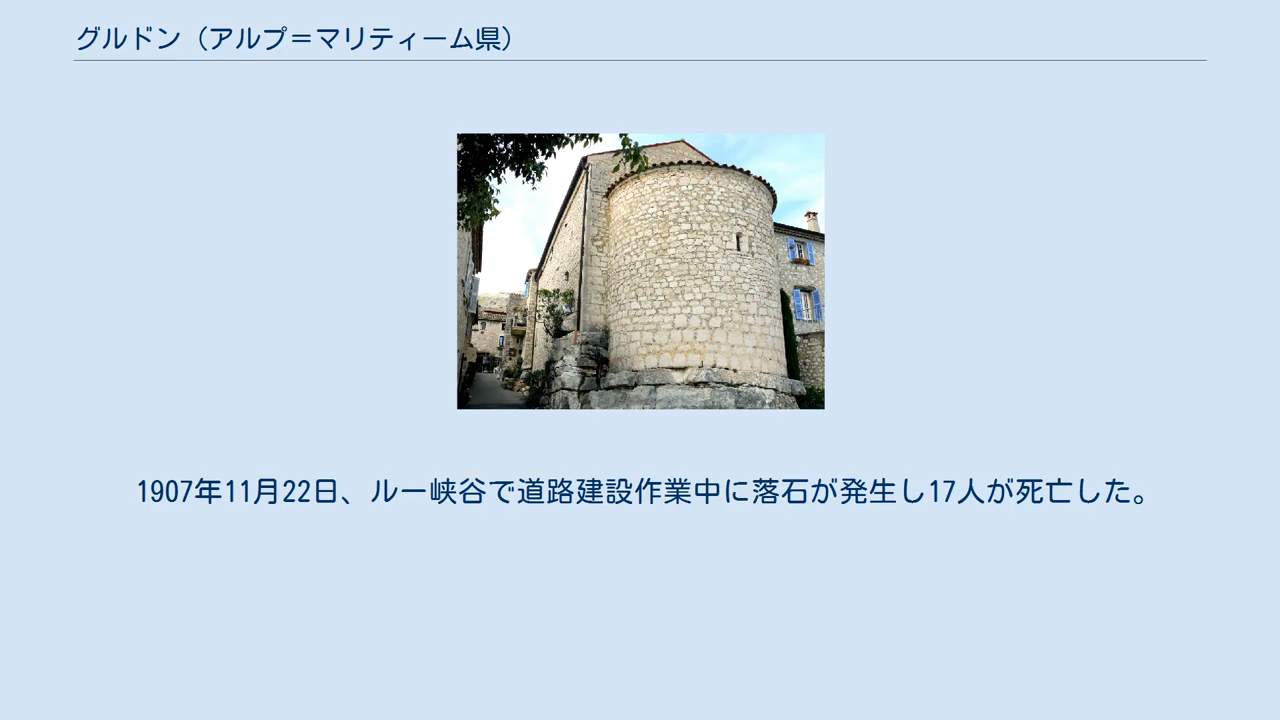 グルドン（アルプ＝マリティーム県）
1907年11月22日、ルー峡谷で道路建設作業中に落石が発生し17人が死亡した。